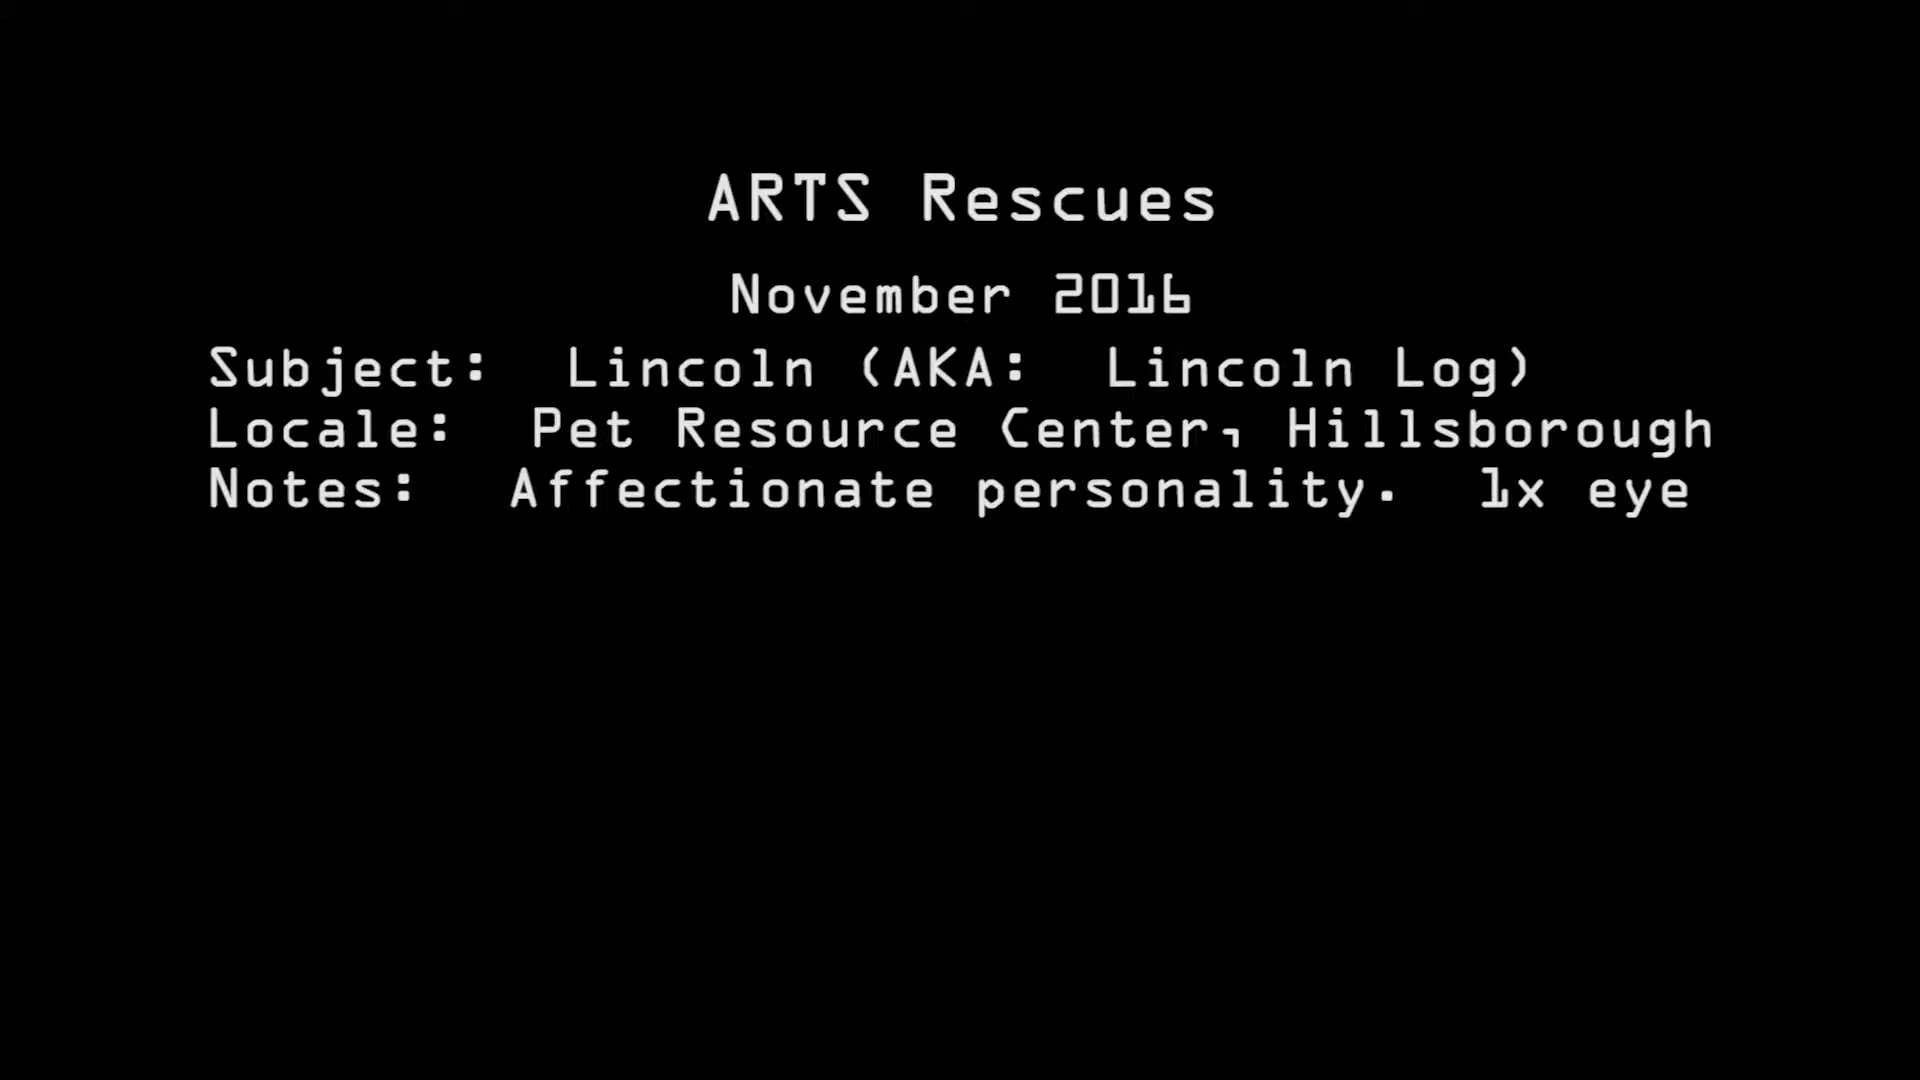 ARTS Rescues
November 2016
Subject:  Lincoln (AKA:  Lincoln Log)
Locale:  Pet Resource Center, Hillsborough
Notes:  Affectionate personality.  1x eye